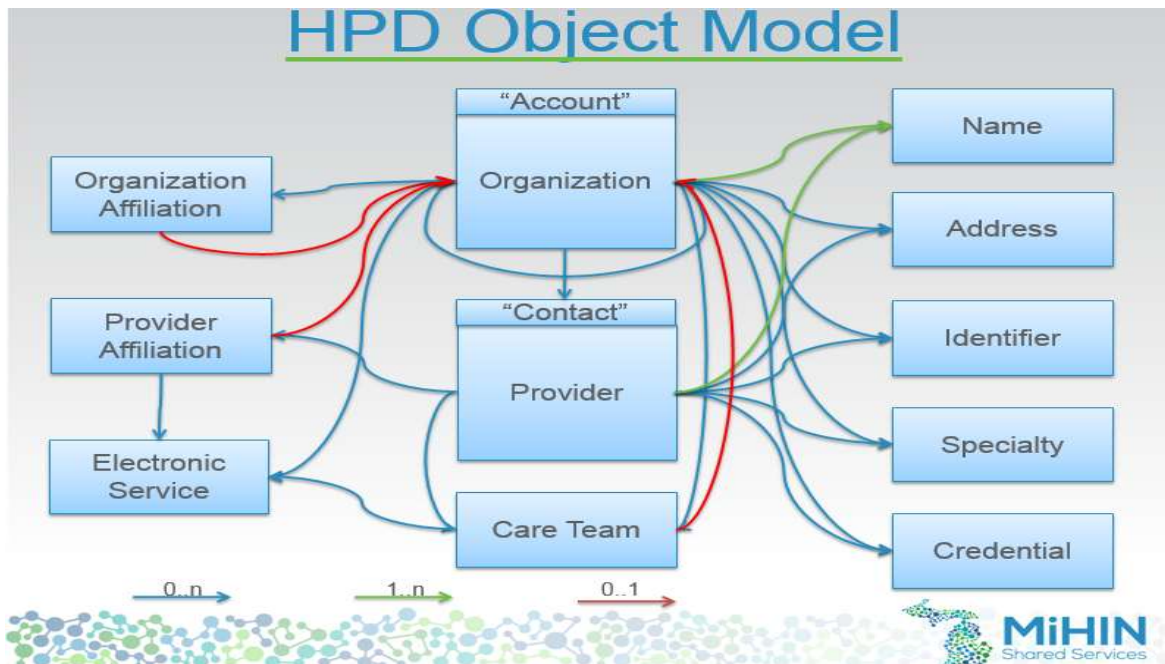 HPD Object Model
“Account”
Organization
“Contact”
Provider
Care Team
Organization
Affiliation
Provider
Affiliation
Electronic
Service
Name
Address
Identifier
Specialty
Credential
0..n
1..n
0..1
MiHIN
Shared Services